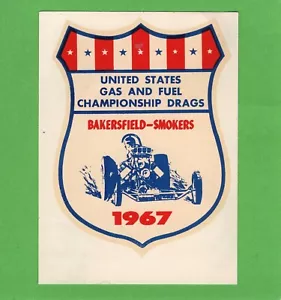 UNITED STATES
GAS AND FUEL
CHAMPIONSHIP DRAGS
BAKERSFIELD-SMOKERS
1967